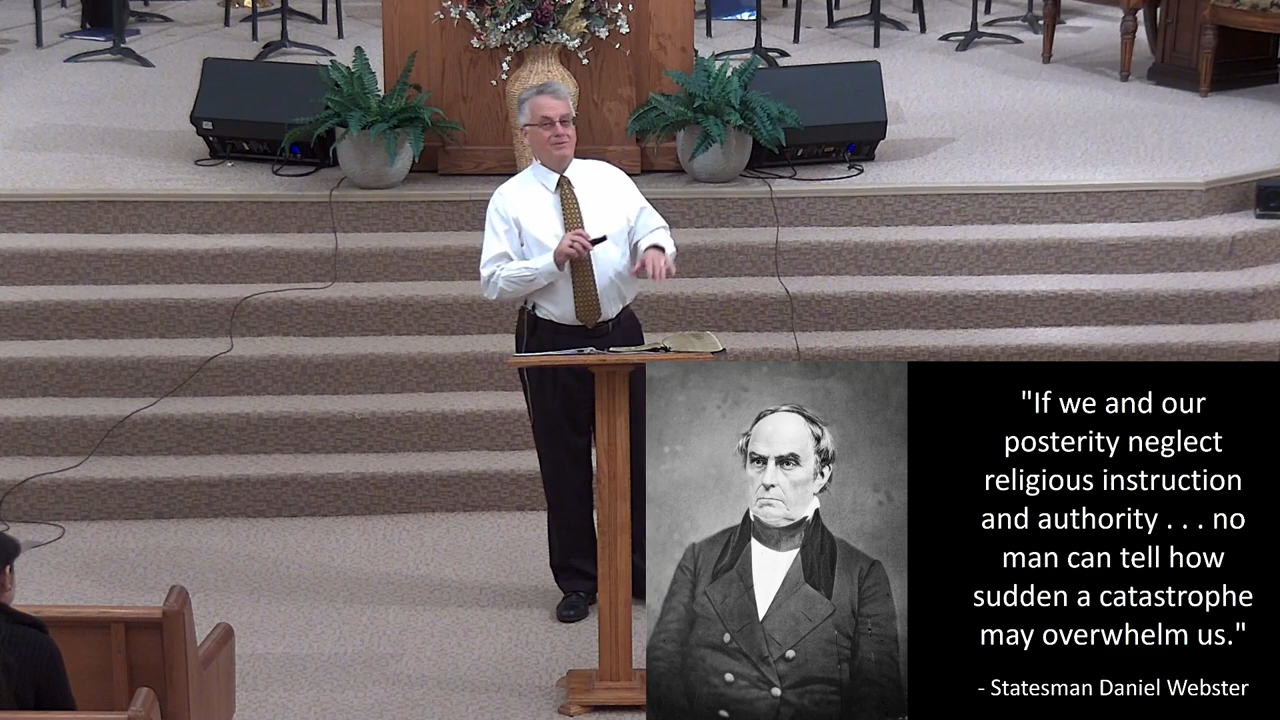 "If we and our
posterity neglect
religious instruction
and authority . . . no
man can tell how
sudden a catastrophe
may overwhelm us."
- Statesman Daniel Webster